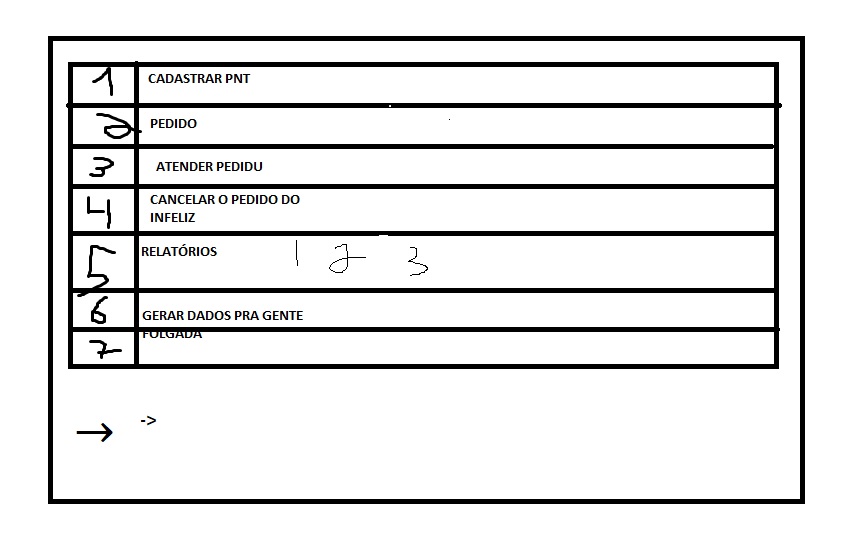 1 CADASTRAR PNT
2 PEDIDO
3 ATENDER PEDIDU
4 CANCELAR O PEDIDO DO
INFELIZ
5 RELATÓRIOS 1 2 3
6 GERAR DADOS PRA GENTE
FOLGADA
7
→ ->